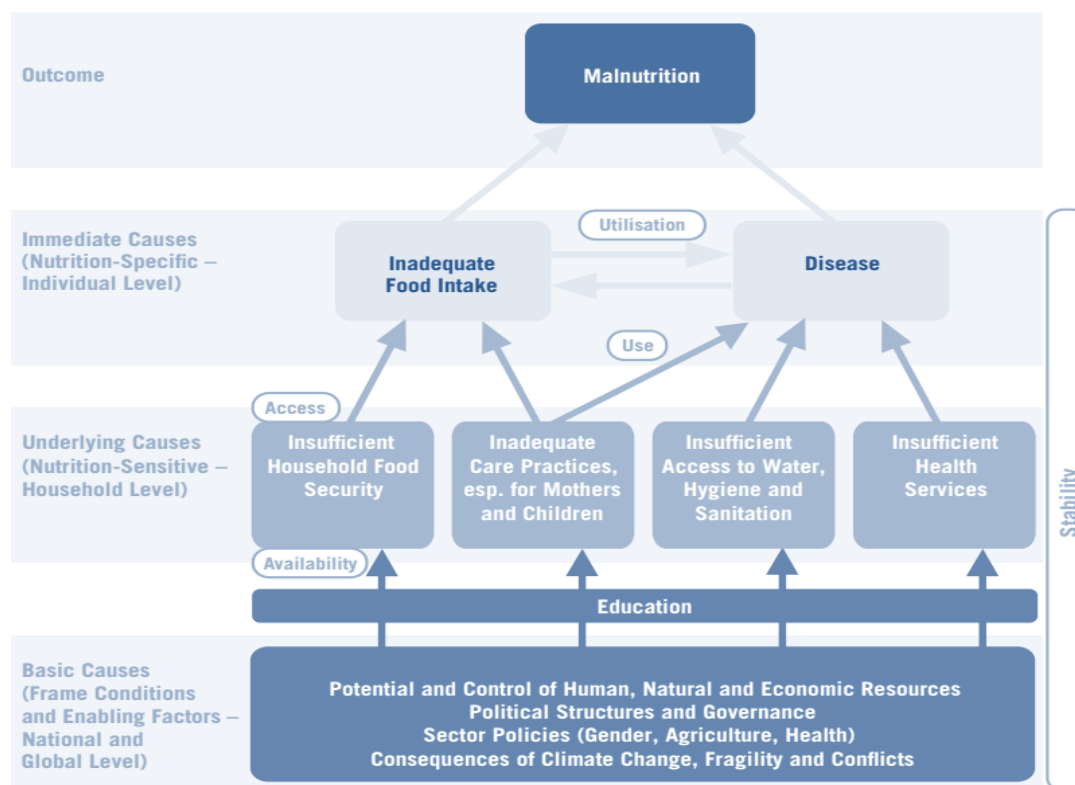 Outcome
Malnutrition
Immediate Causes
(Nutrition-Specific –
Individual Level)
Utilisation
Inadequate
Food Intake
Disease
Use
Access
Underlying Causes
(Nutrition-Sensitive –
Household Level)
Insufficient
Household Food
Security
Inadequate
Care Practices,
esp. for Mothers
and Children
Insufficient
Access to Water,
Hygiene and
Sanitation
Insufficient
Health
Services
Stability
Availability
Education
Basic Causes
(Frame Conditions
and Enabling Factors –
National and
Global Level)
Potential and Control of Human, Natural and Economic Resources
Political Structures and Governance
Sector Policies (Gender, Agriculture, Health)
Consequences of Climate Change, Fragility and Conflicts